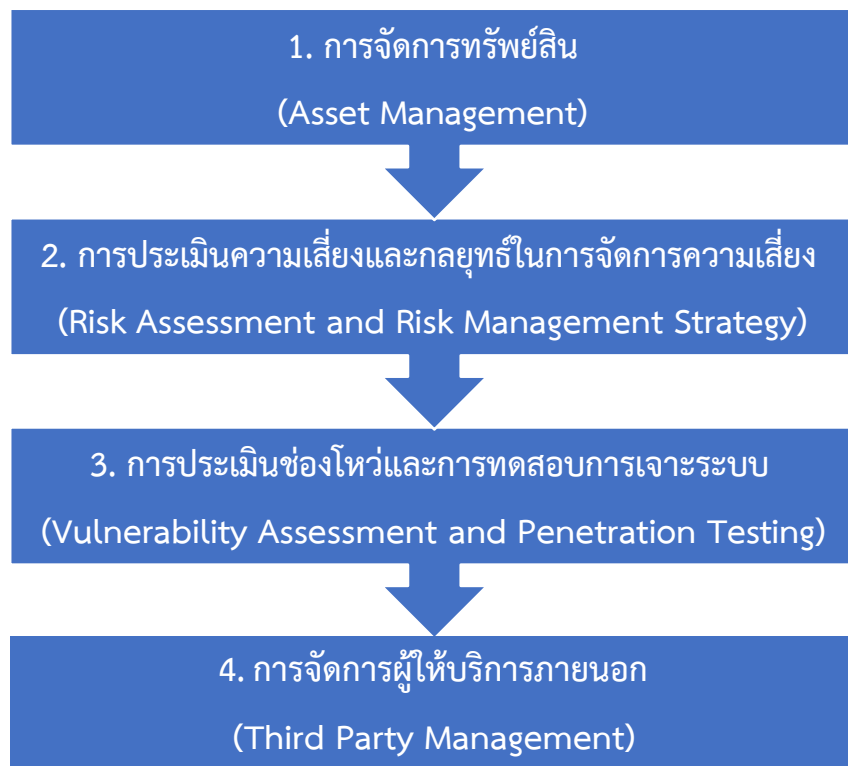 1. การจัดการทรัพย์สิน
(Asset Management)
2. การประเมินความเสี่ยงและกลยุทธ์ในการจัดการความเสี่ยง
(Risk Assessment and Risk Management Strategy)
3. การประเมินช่องโหว่และการทดสอบการเจาะระบบ
(Vulnerability Assessment and Penetration Testing)
4. การจัดการผู้ให้บริการภายนอก
(Third Party Management)